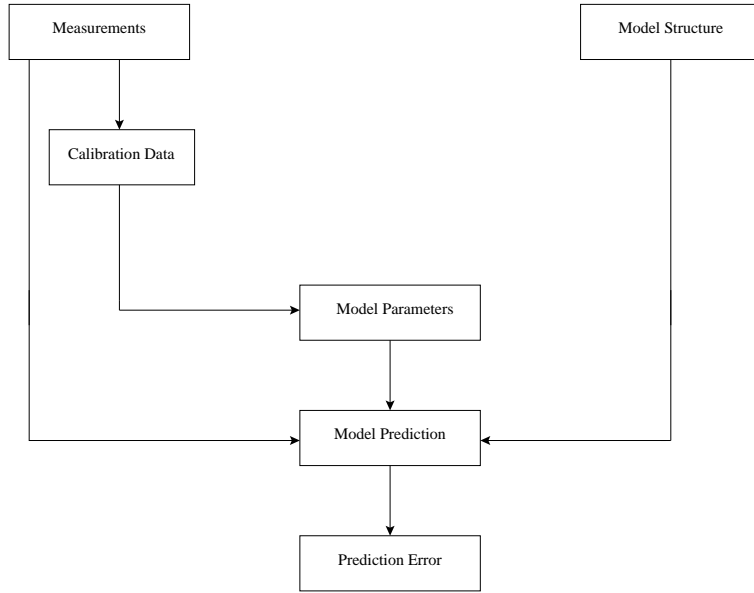 Measurements
Model Structure
Calibration Data
Model Parameters
Model Prediction
Prediction Error